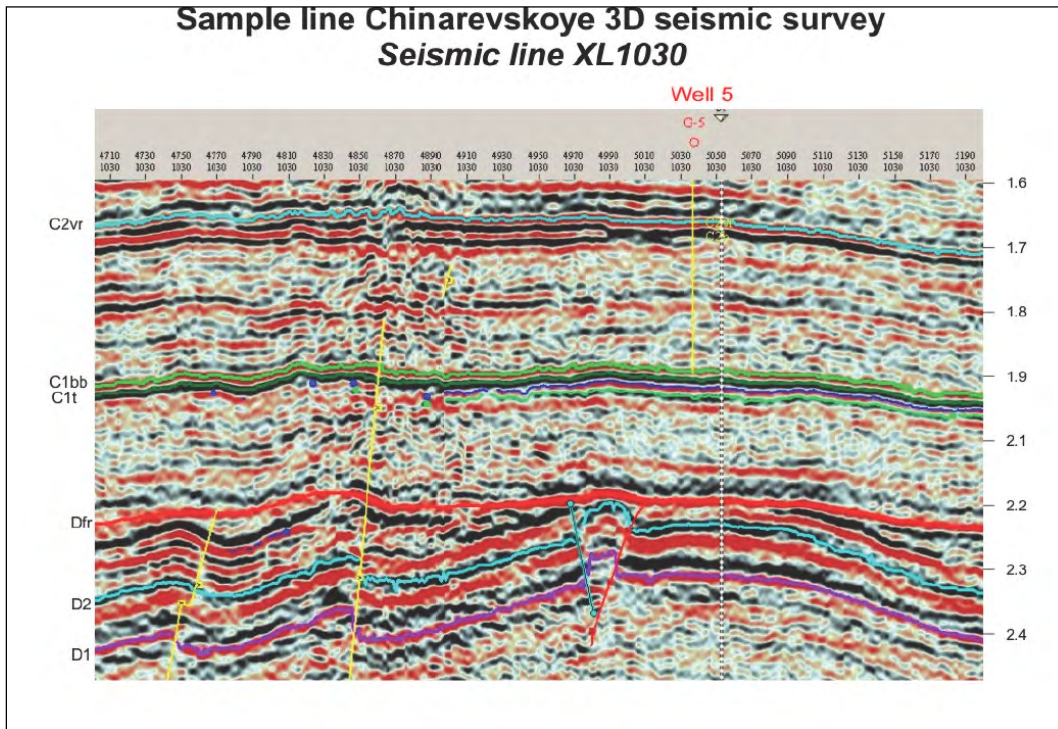 Sample line Chinarevskoye 3D seismic survey
Seismic line XL1030
Well 5
G-5
4710 4730 4750 4770 4790 4810 4830 4850 4870 4890 4910 4930 4950 4970 4990 5010 5030 5050 5070 5090 5110 5130 5150 5170 5190
1030 1030 1030 1030 1030 1030 1030 1030 1030 1030 1030 1030 1030 1030 1030 1030 1030 1030 1030 1030 1030 1030 1030 1030 1030
1.6
C2vr
1.7
1.8
C1bb
1.9
C1t
2.1
2.2
Dfr
2.3
D2
2.4
D1